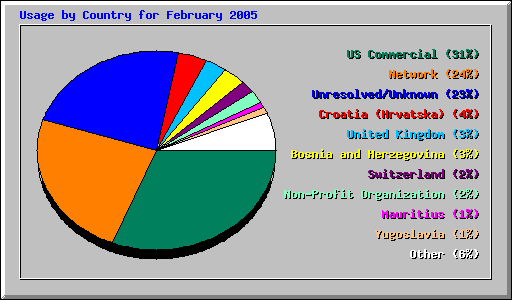 Usage by Country for February 2005
US Commercial (31%)
Network (24%)
Unresolved/Unknown (23%)
Croatia (Hrvatska) (4%)
United Kingdom (3%)
Bosnia and Herzegovina (3%)
Switzerland (2%)
Non-Profit Organization (2%)
Mauritius (1%)
Yugoslavia (1%)
Other (6%)